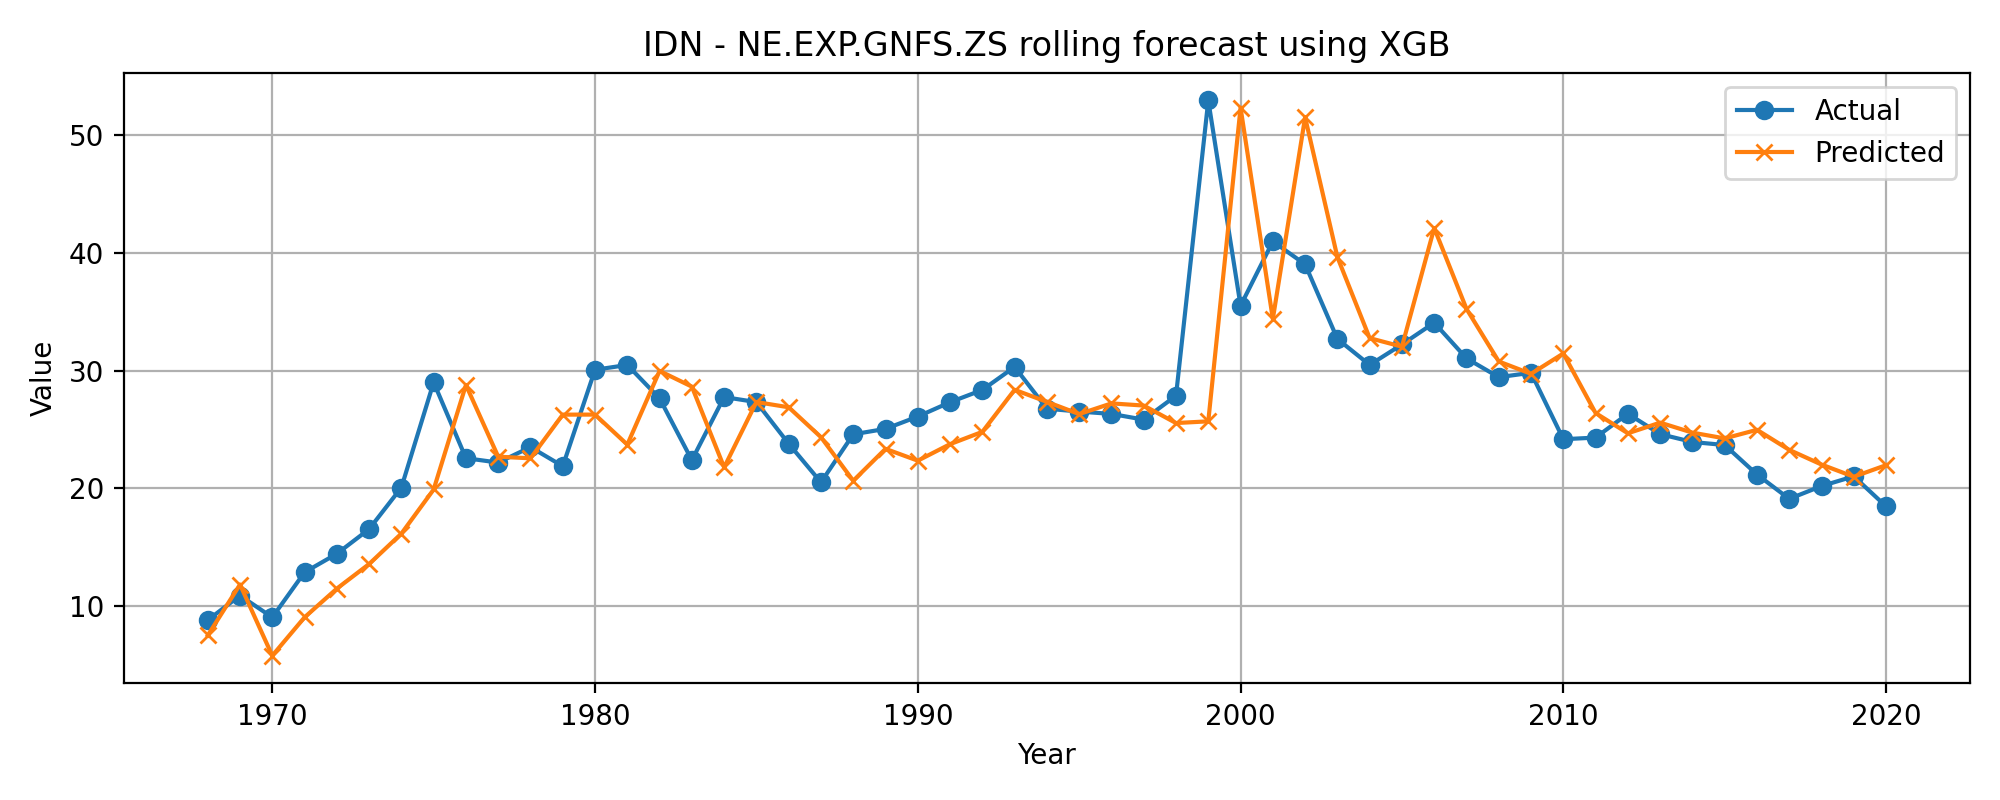 IDN - NE.EXP.GNFS.ZS rolling forecast using XGB
Actual
Predicted
Value
50
40
30
20
10
1970 1980 1990 2000 2010 2020
Year